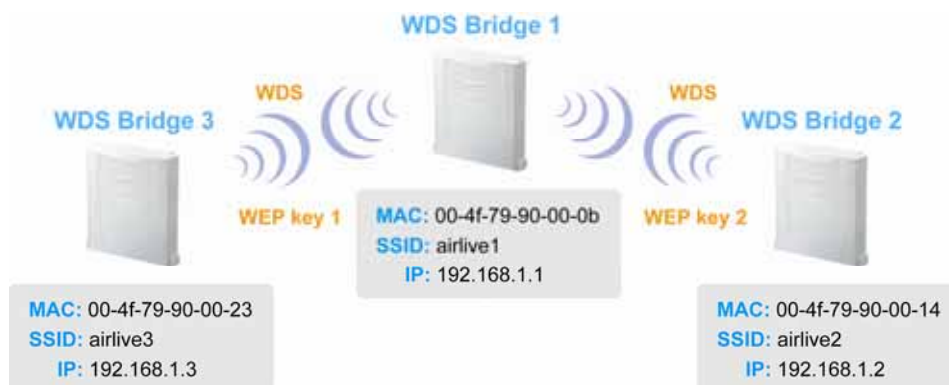 WDS Bridge 1
WDS
WDS
WDS Bridge 3
WDS Bridge 2
WEP key 1
WEP key 2
MAC: 00-4f-79-90-00-0b
SSID: airlive1
IP: 192.168.1.1
MAC: 00-4f-79-90-00-23
SSID: airlive3
IP: 192.168.1.3
MAC: 00-4f-79-90-00-14
SSID: airlive2
IP: 192.168.1.2